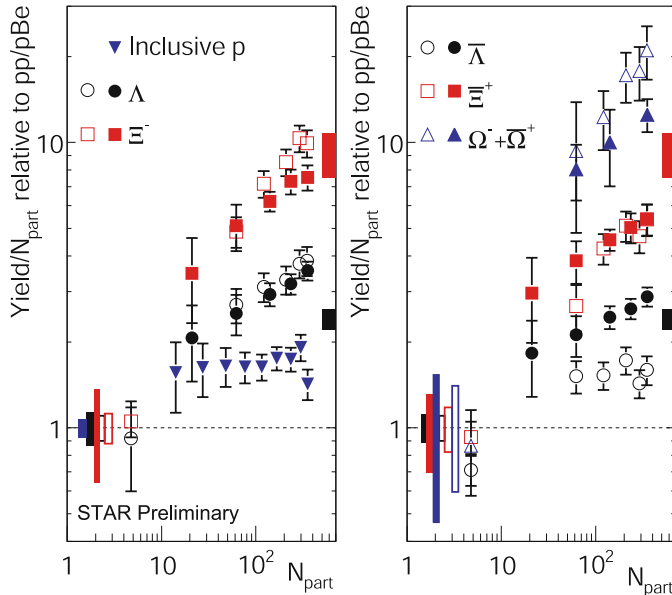 Yield/N_part relative to pp/pBe
10
1
Inclusive p
Λ
Ξ⁻
STAR Preliminary
1
10
10²
N_part
Yield/N_part relative to pp/pBe
10
1
Λ̅
Ξ̅⁺
Ω⁻+Ω̅⁺
1
10
10²
N_part